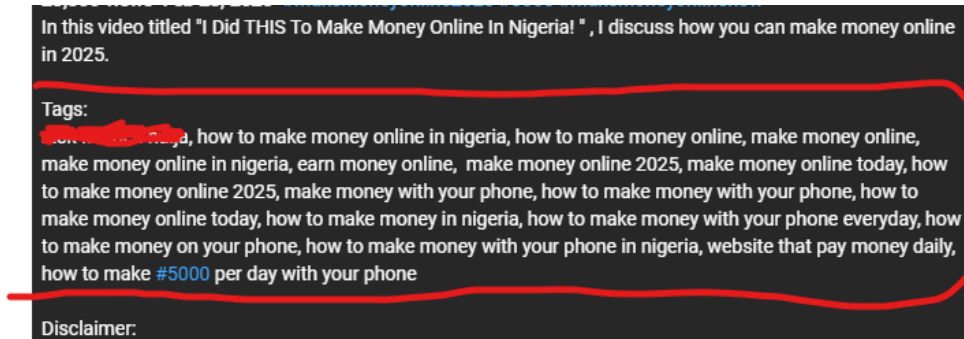 In this video titled "I Did THIS To Make Money Online In Nigeria! " , I discuss how you can make money online
in 2025.
Tags:
how to make money online in nigeria, how to make money online, make money online,
make money online in nigeria, earn money online,  make money online 2025, make money online today, how
to make money online 2025, make money with your phone, how to make money with your phone, how to
make money online today, how to make money in nigeria, how to make money with your phone everyday, how
to make money on your phone, how to make money with your phone in nigeria, website that pay money daily,
how to make #5000 per day with your phone
Disclaimer: